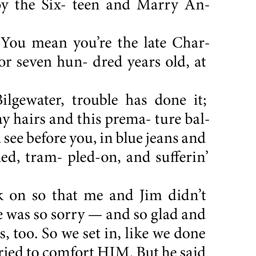 by the Six- teen and Marry An-
You mean you're the late Char-
or seven hun- dred years old, at
Bilgewater, trouble has done it;
hairs and this prema- ture bal-
see before you, in blue jeans and
tram- pled-on, and sufferin'
on so that me and Jim didn't
was so sorry — and so glad and
too. So we set in, like we done
tried to comfort HIM. But he said